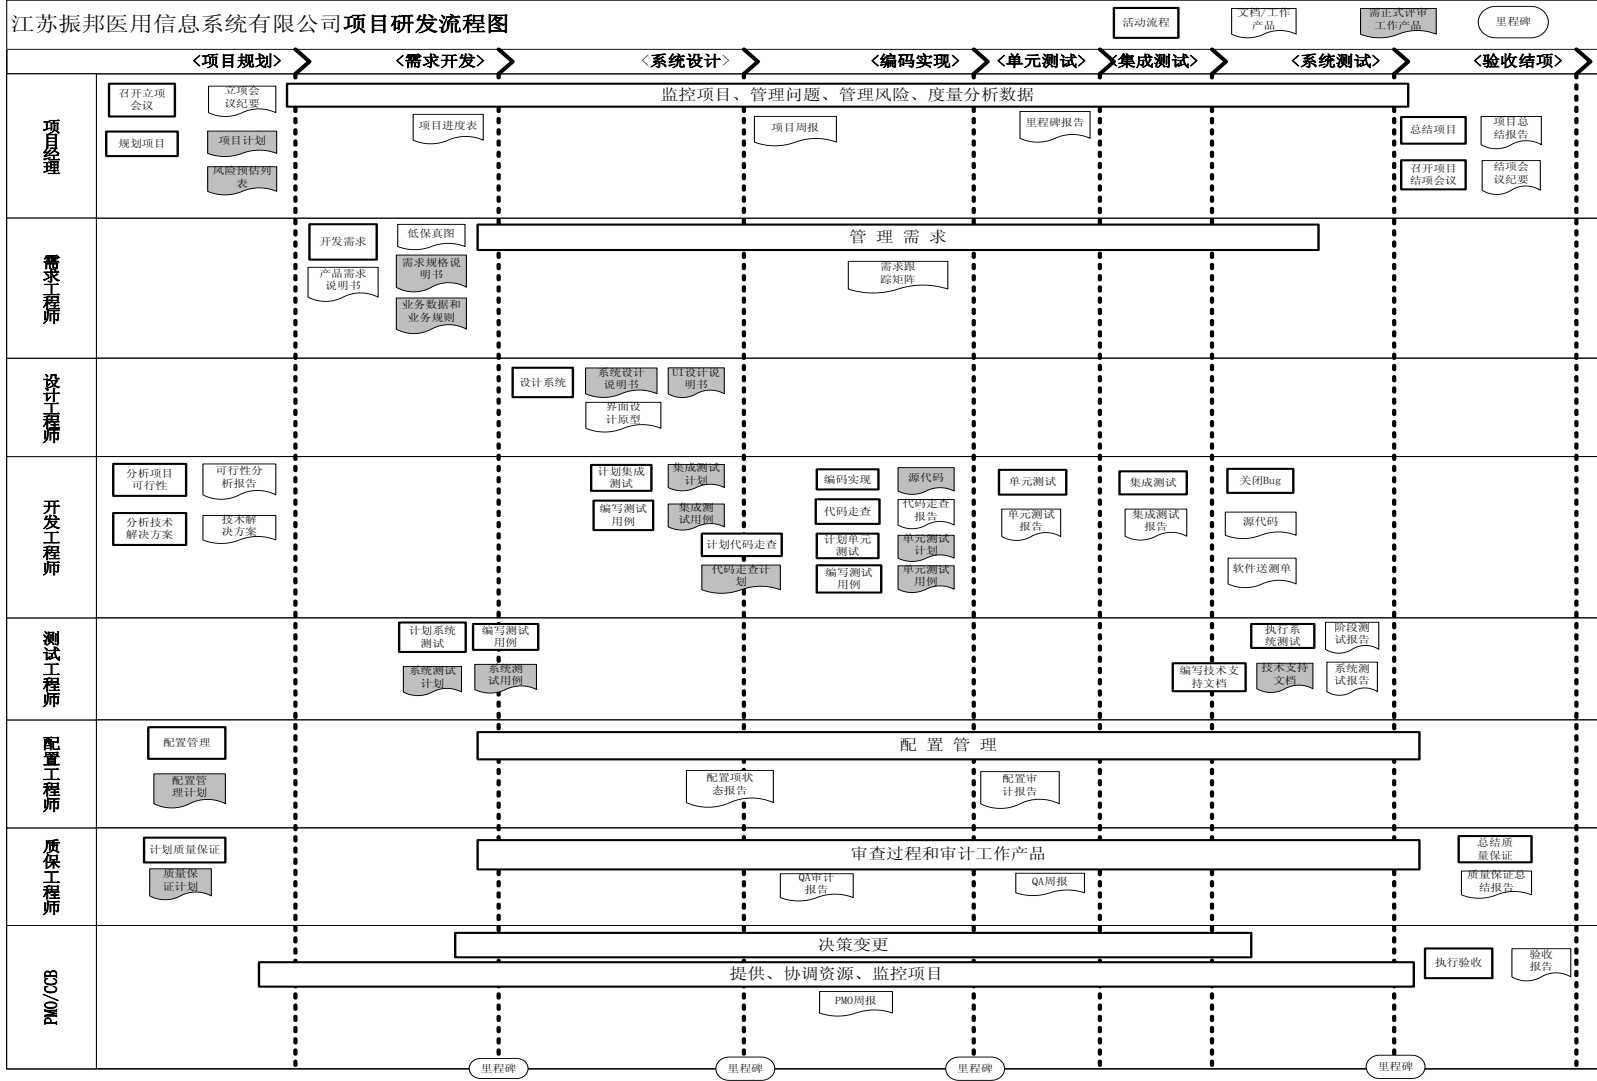 江苏振邦医用信息系统有限公司项目研发流程图
活动流程
文档/工作
产品
需正式评审
工作产品
里程碑
<项目规划>
<需求开发>
<系统设计>
<编码实现>
<单元测试>
<集成测试>
<系统测试>
<验收结项>
项目经理
召开立项
会议
立项会
议纪要
监控项目、管理问题、管理风险、度量分析数据
规划项目
项目计划
风险预估列
表
项目进度表
项目周报
里程碑报告
总结项目
项目总
结报告
召开项目
结项会议
结项会
议纪要
需求工程师
开发需求
低保真图
管 理 需 求
产品需求
说明书
需求规格说
明书
业务数据和
业务规则
需求跟
踪矩阵
设计工程师
设计系统
系统设计
说明书
UI设计说
明书
界面设
计原型
开发工程师
分析项目
可行性
可行性分
析报告
分析技术
解决方案
技术解
决方案
计划集成
测试
集成测试
计划
编写测试
用例
集成测
试用例
计划代码走查
代码走查计
划
编码实现
源代码
代码走查
代码走查
报告
计划单元
测试
单元测试
计划
编写测试
用例
单元测试
用例
单元测试
单元测试
报告
集成测试
集成测试
报告
关闭Bug
源代码
软件送测单
测试工程师
计划系统
测试
编写测试
用例
系统测试
计划
系统测
试用例
执行系
统测试
阶段测
试报告
编写技术支
持文档
技术支持
文档
系统测
试报告
配置工程师
配置管理
配 置 管 理
配置管
理计划
配置项状
态报告
配置审
计报告
质保工程师
计划质量保证
审查过程和审计工作产品
总结质
量保证
质量保
证计划
QA审计
报告
QA周报
质量保证总
结报告
PMO/CCB
决策变更
提供、协调资源、监控项目
执行验收
验收
报告
PMO周报
里程碑
里程碑
里程碑
里程碑